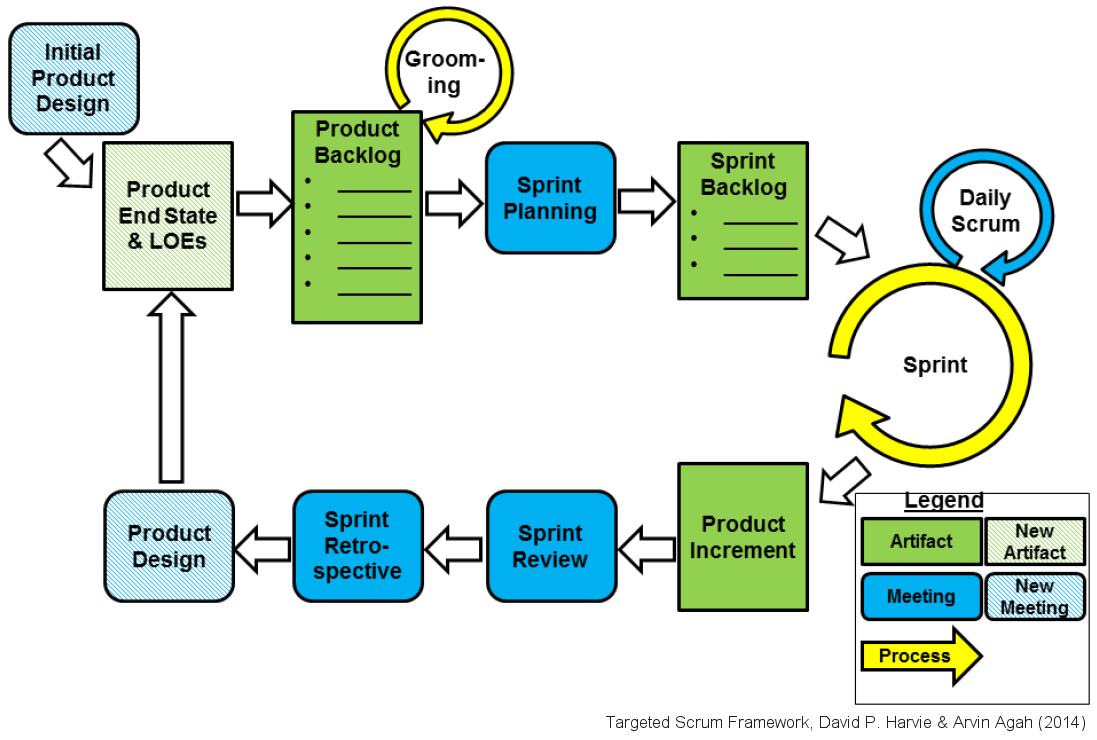 Initial
Product
Design
Groom-
ing
Product
End State
& LOEs
Product
Backlog
•
•
•
•
•
Sprint
Planning
Sprint
Backlog
•
•
•
Daily
Scrum
Sprint
Product
Increment
Sprint
Review
Sprint
Retro-
spective
Product
Design
Legend
Artifact
New
Artifact
Meeting
New
Meeting
Process
Targeted Scrum Framework, David P. Harvie & Arvin Agah (2014)